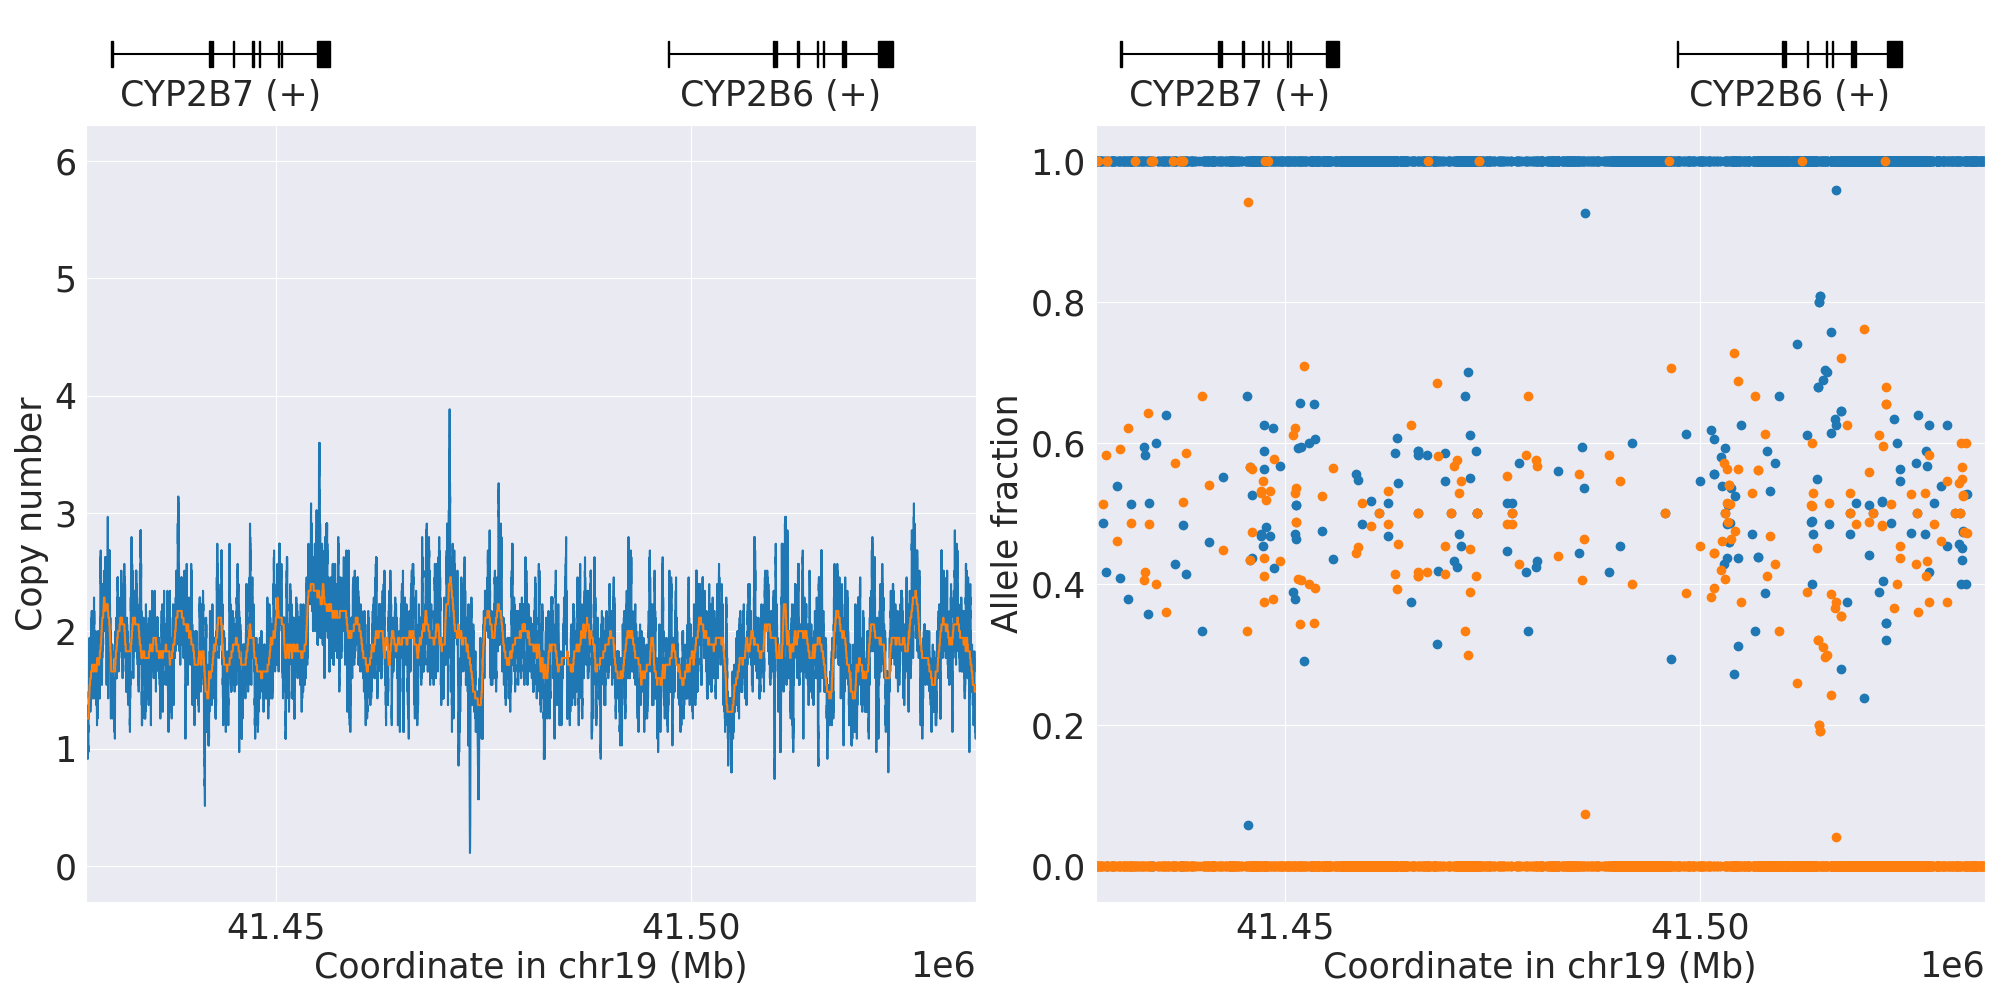 CYP2B7 (+) CYP2B6 (+)
CYP2B7 (+) CYP2B6 (+)
Copy number
6
5
4
3
2
1
0
41.45 41.50
Coordinate in chr19 (Mb) 1e6
Allele fraction
1.0
0.8
0.6
0.4
0.2
0.0
41.45 41.50
Coordinate in chr19 (Mb) 1e6